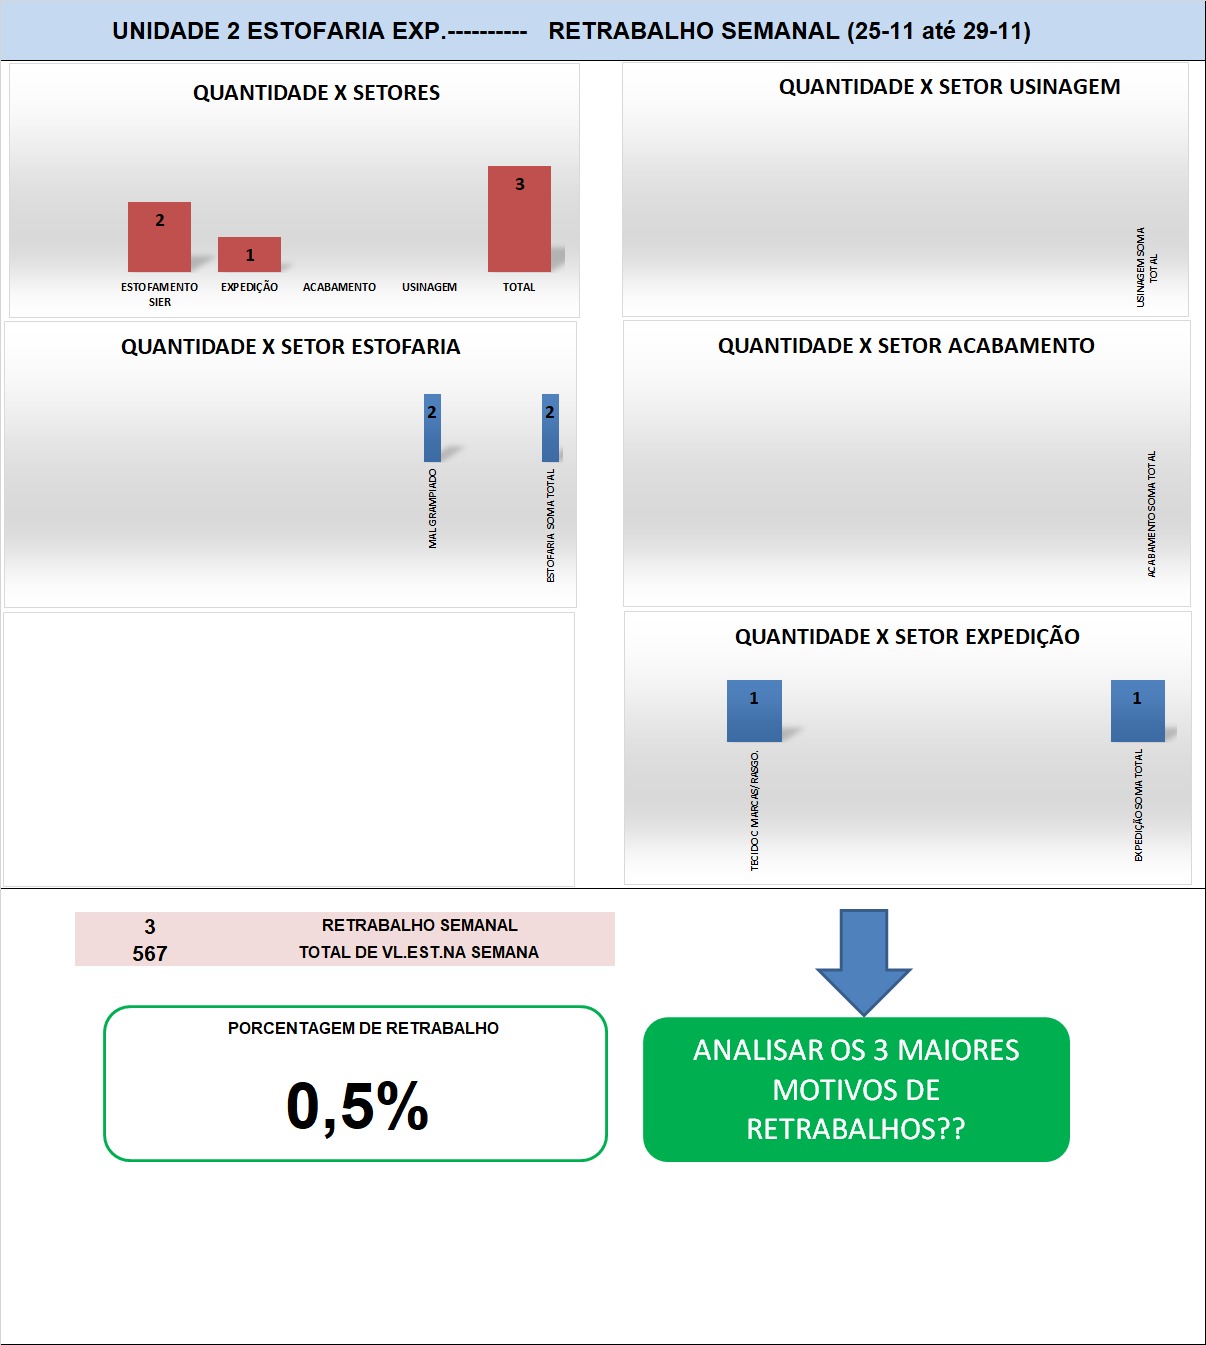 UNIDADE 2 ESTOFARIA EXP.---------- RETRABALHO SEMANAL (25-11 até 29-11)
QUANTIDADE X SETORES
3
2
1
ESTOFAMENTO
SIER
EXPEDIÇÃO
ACABAMENTO
USINAGEM
TOTAL
QUANTIDADE X SETOR USINAGEM
USINAGEM SOMA
TOTAL
QUANTIDADE X SETOR ESTOFARIA
2
2
MAL GRAMPIADO
ESTOFARIA SOMA TOTAL
QUANTIDADE X SETOR ACABAMENTO
ACABAMENTO SOMA TOTAL
QUANTIDADE X SETOR EXPEDIÇÃO
1
1
TECIDO C MARCAS/RASGO.
EXPEDIÇÃO SOMA TOTAL
3 RETRABALHO SEMANAL
567 TOTAL DE VL.EST.NA SEMANA
PORCENTAGEM DE RETRABALHO
0,5%
ANALISAR OS 3 MAIORES
MOTIVOS DE
RETRABALHOS??